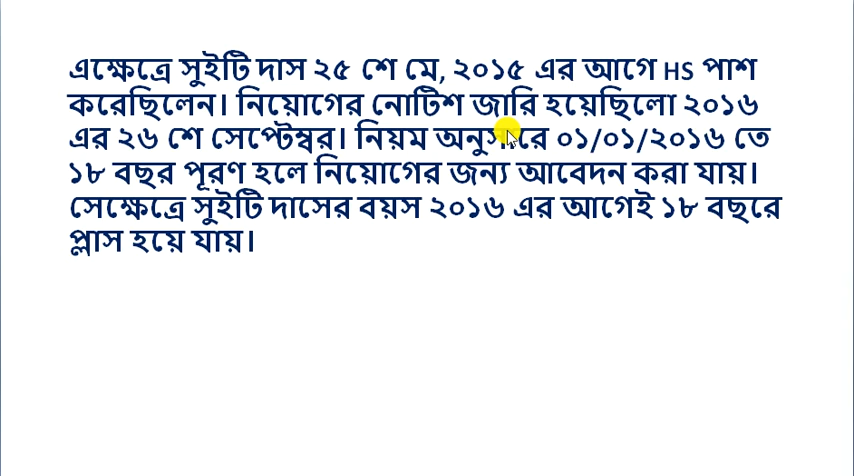 এক্ষেত্রে সুইটি দাস ২৫ শে মে, ২০১৫ এর আগে HS পাশ
করেছিলেন। নিয়োগের নোটিশ জারি হয়েছিলো ২০১৬
এর ২৬ শে সেপ্টেম্বর। নিয়ম অনুসারে ০১/০১/২০১৬ তে
১৮ বছর পূরণ হলে নিয়োগের জন্য আবেদন করা যায়।
সেক্ষেত্রে সুইটি দাসের বয়স ২০১৬ এর আগেই ১৮ বছরে
প্লাস হয়ে যায়।